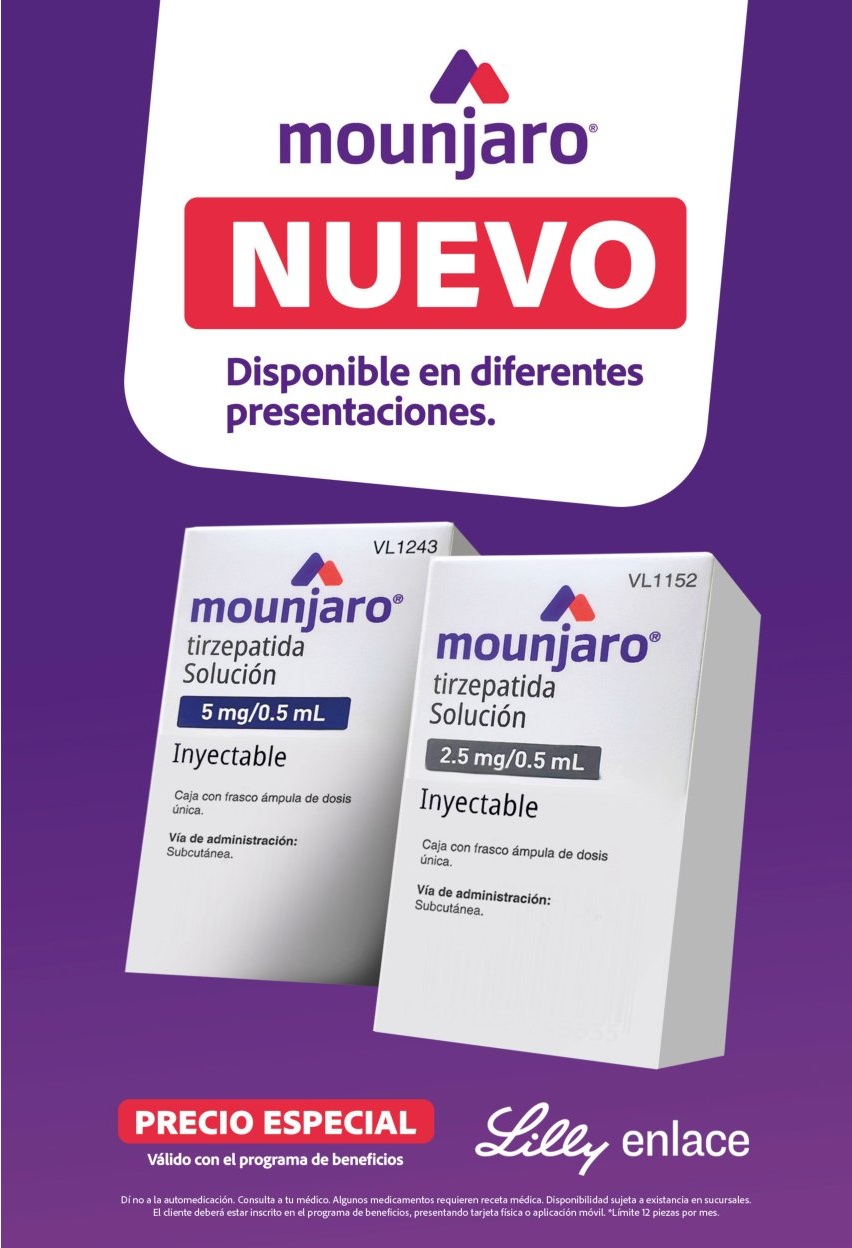 mounjaro®
NUEVO
Disponible en diferentes
presentaciones.
VL1243
mounjaro®
tirzepatida
Solución
5 mg/0.5 mL
Inyectable
Caja con frasco ámpula de dosis
única.
Vía de administración:
Subcutánea.
VL1152
mounjaro®
tirzepatida
Solución
2.5 mg/0.5 mL
Inyectable
Caja con frasco ámpula de dosis
única.
Vía de administración:
Subcutánea.
PRECIO ESPECIAL
Válido con el programa de beneficios
Lilly enlace
Dí no a la automedicación. Consulta a tu médico. Algunos medicamentos requieren receta médica. Disponibilidad sujeta a existancia en sucursales.
El cliente deberá estar inscrito en el programa de beneficios, presentando tarjeta física o aplicación móvil. *Límite 12 piezas por mes.